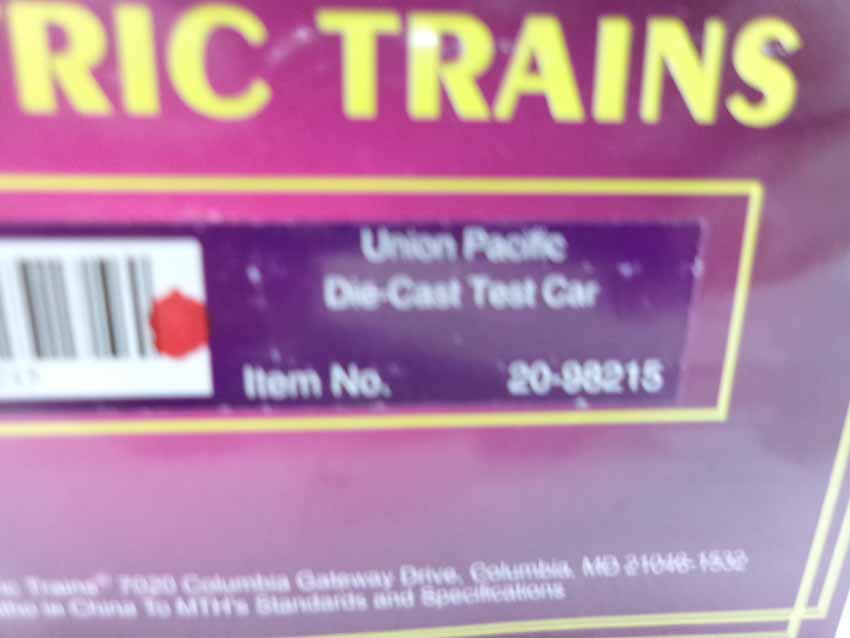 RIC TRAINS
Union Pacific
Die-Cast Test Car
Item No. 20-98215
ic Trains® 7020 Columbia Gateway Drive, Columbia, MD 21046-1532
in China To MTH's Standards and Specifications